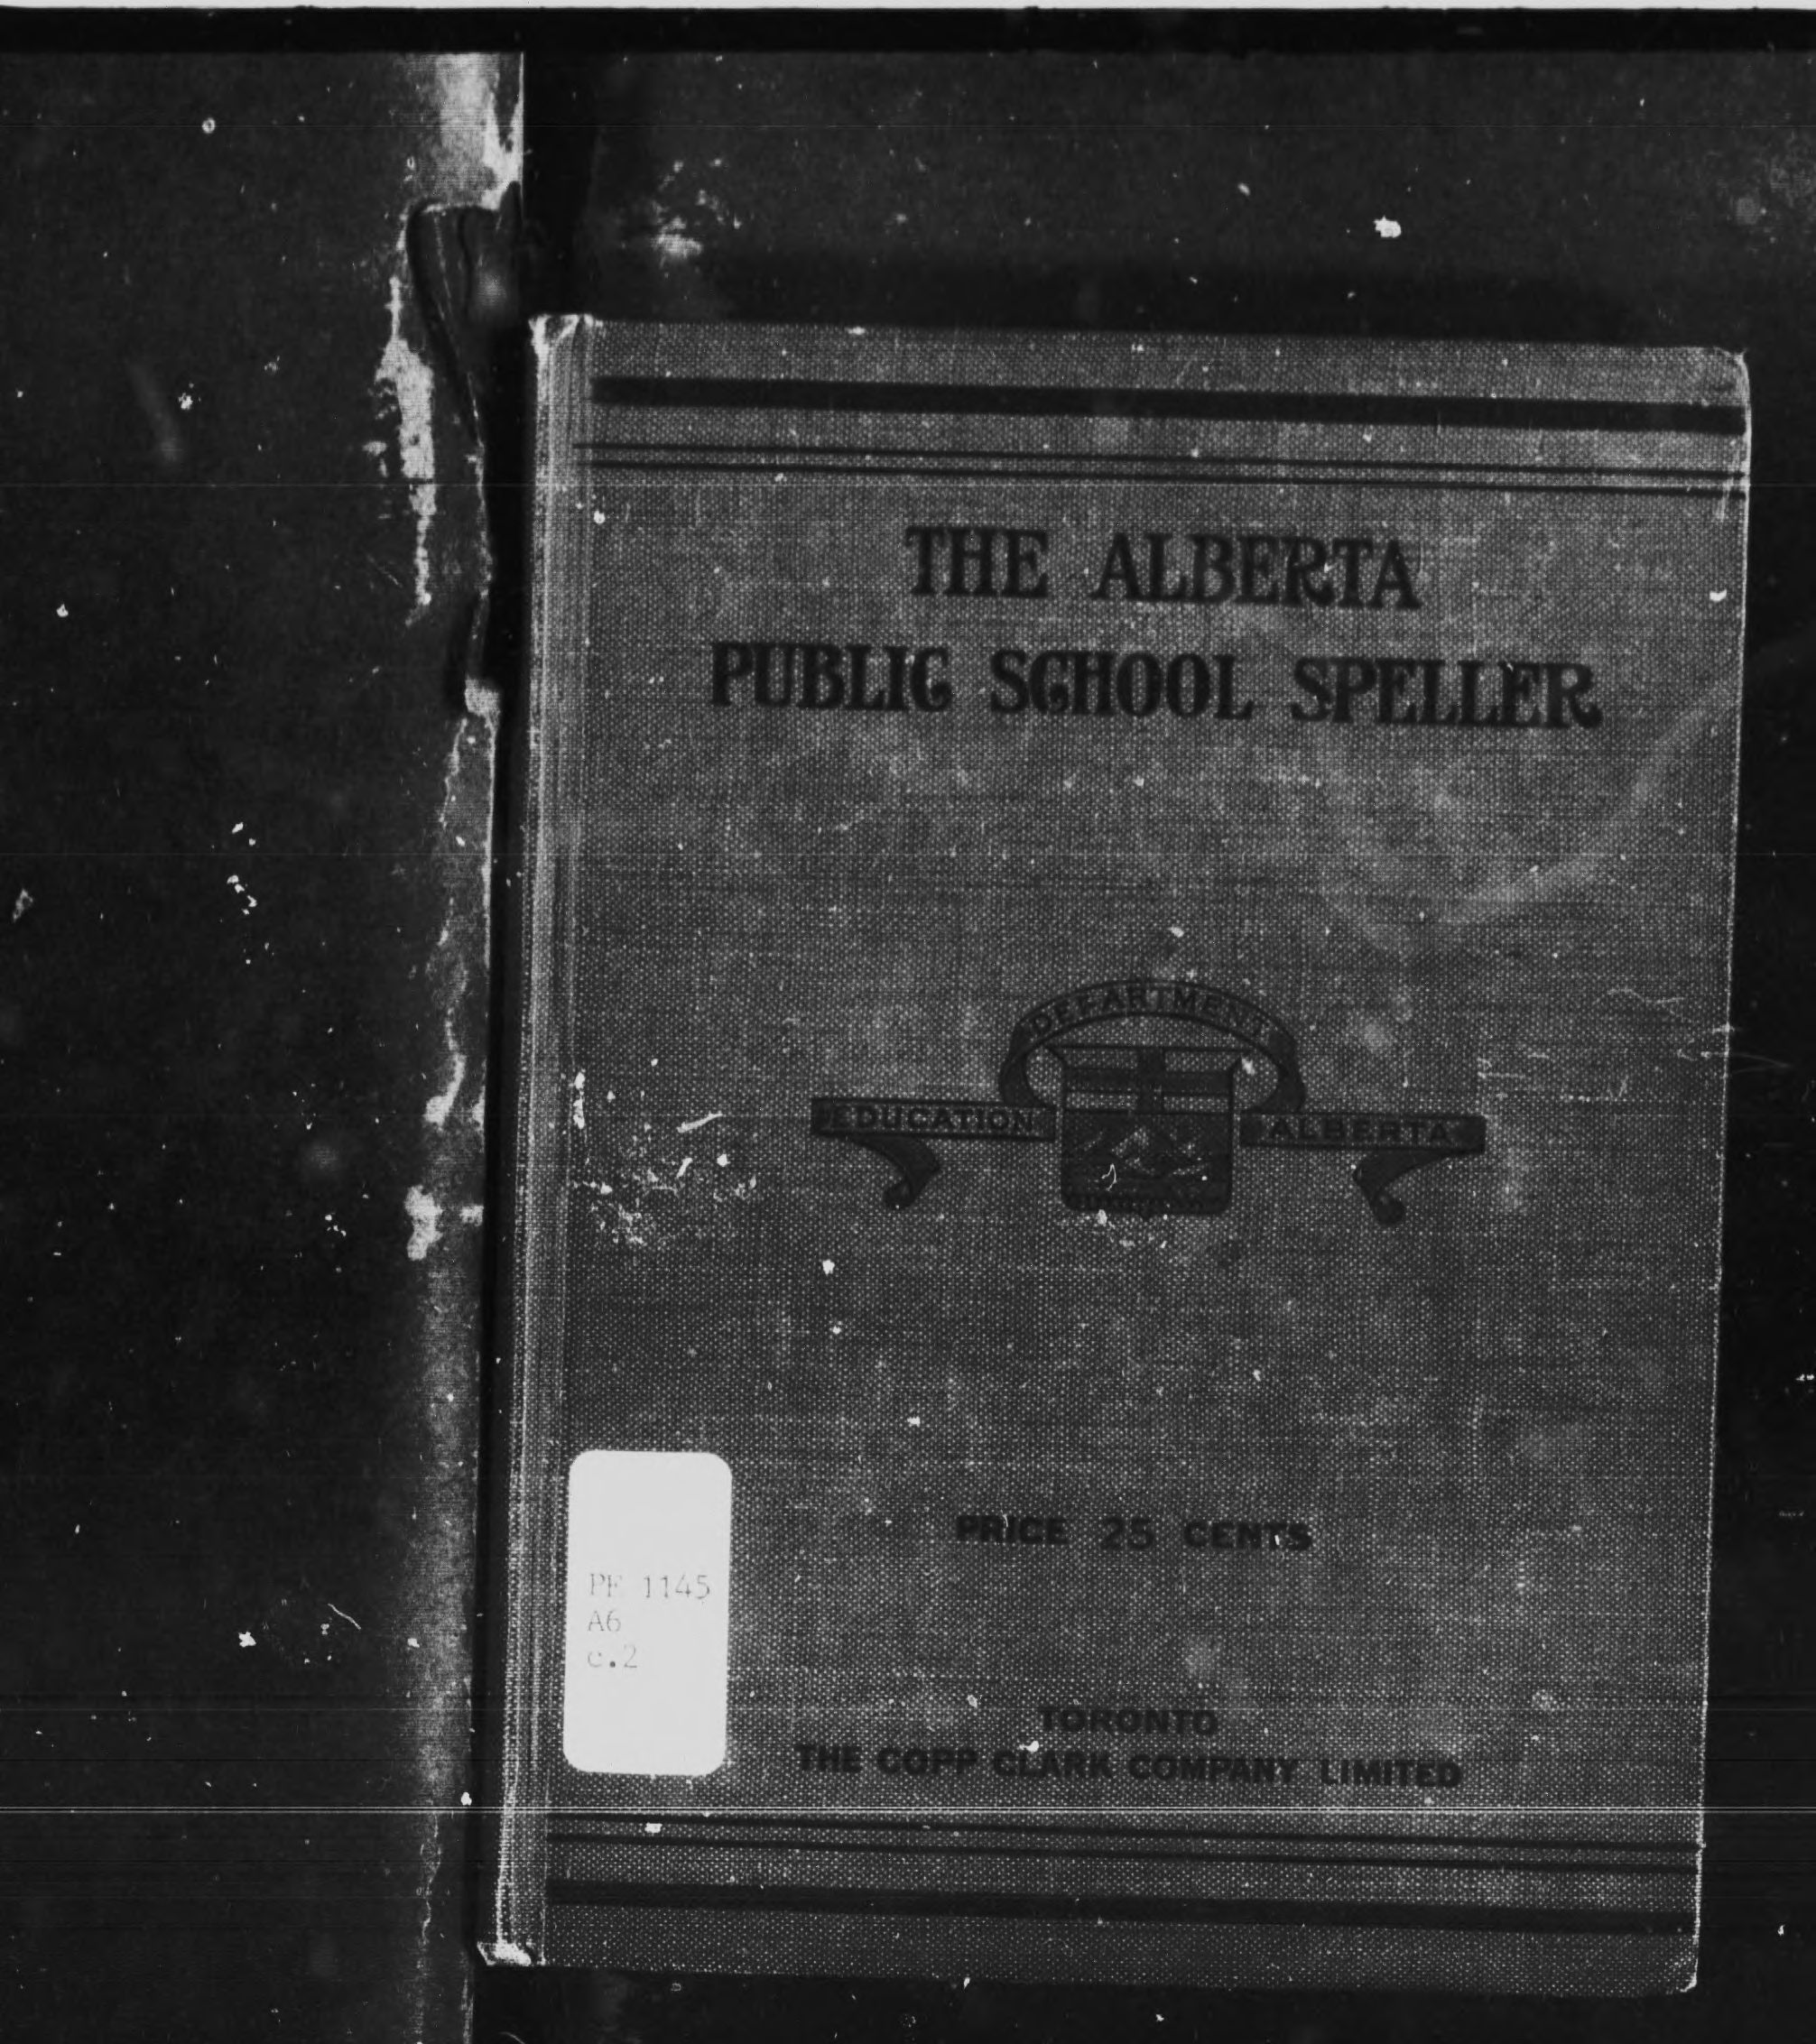 THE ALBERTA
PUBLIC SCHOOL SPELLER
DEPARTMENT
EDUCATION
ALBERTA
PRICE 25 CENTS
PE 1145
A6
c.2
TORONTO
THE COPP CLARK COMPANY LIMITED